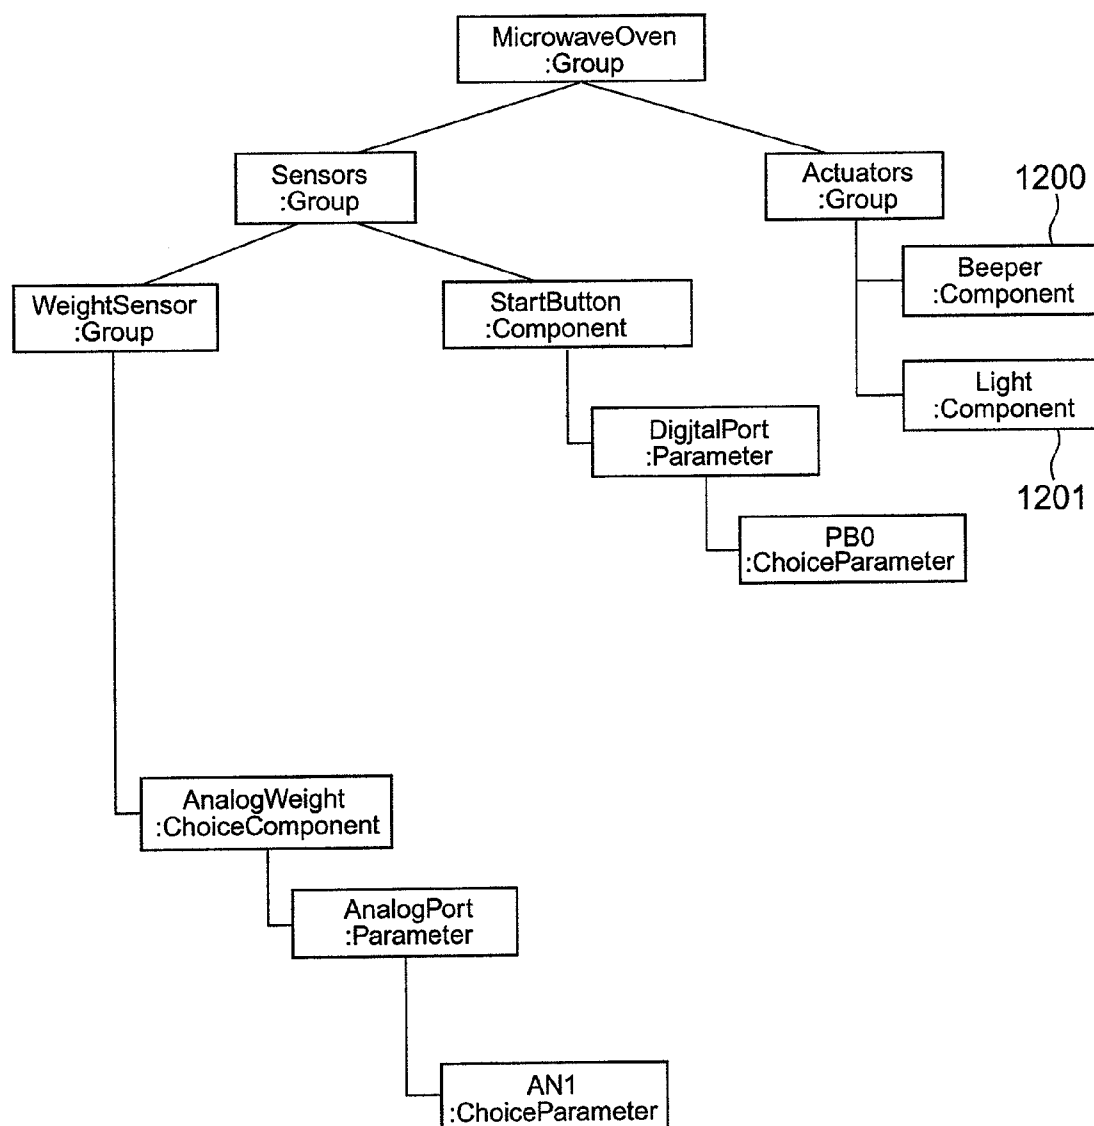 MicrowaveOven
:Group
Sensors
:Group
Actuators
:Group
1200
Beeper
:Component
WeightSensor
:Group
StartButton
:Component
Light
:Component
DigjtalPort
:Parameter
1201
PB0
:ChoiceParameter
AnalogWeight
:ChoiceComponent
AnalogPort
:Parameter
AN1
:ChoiceParameter